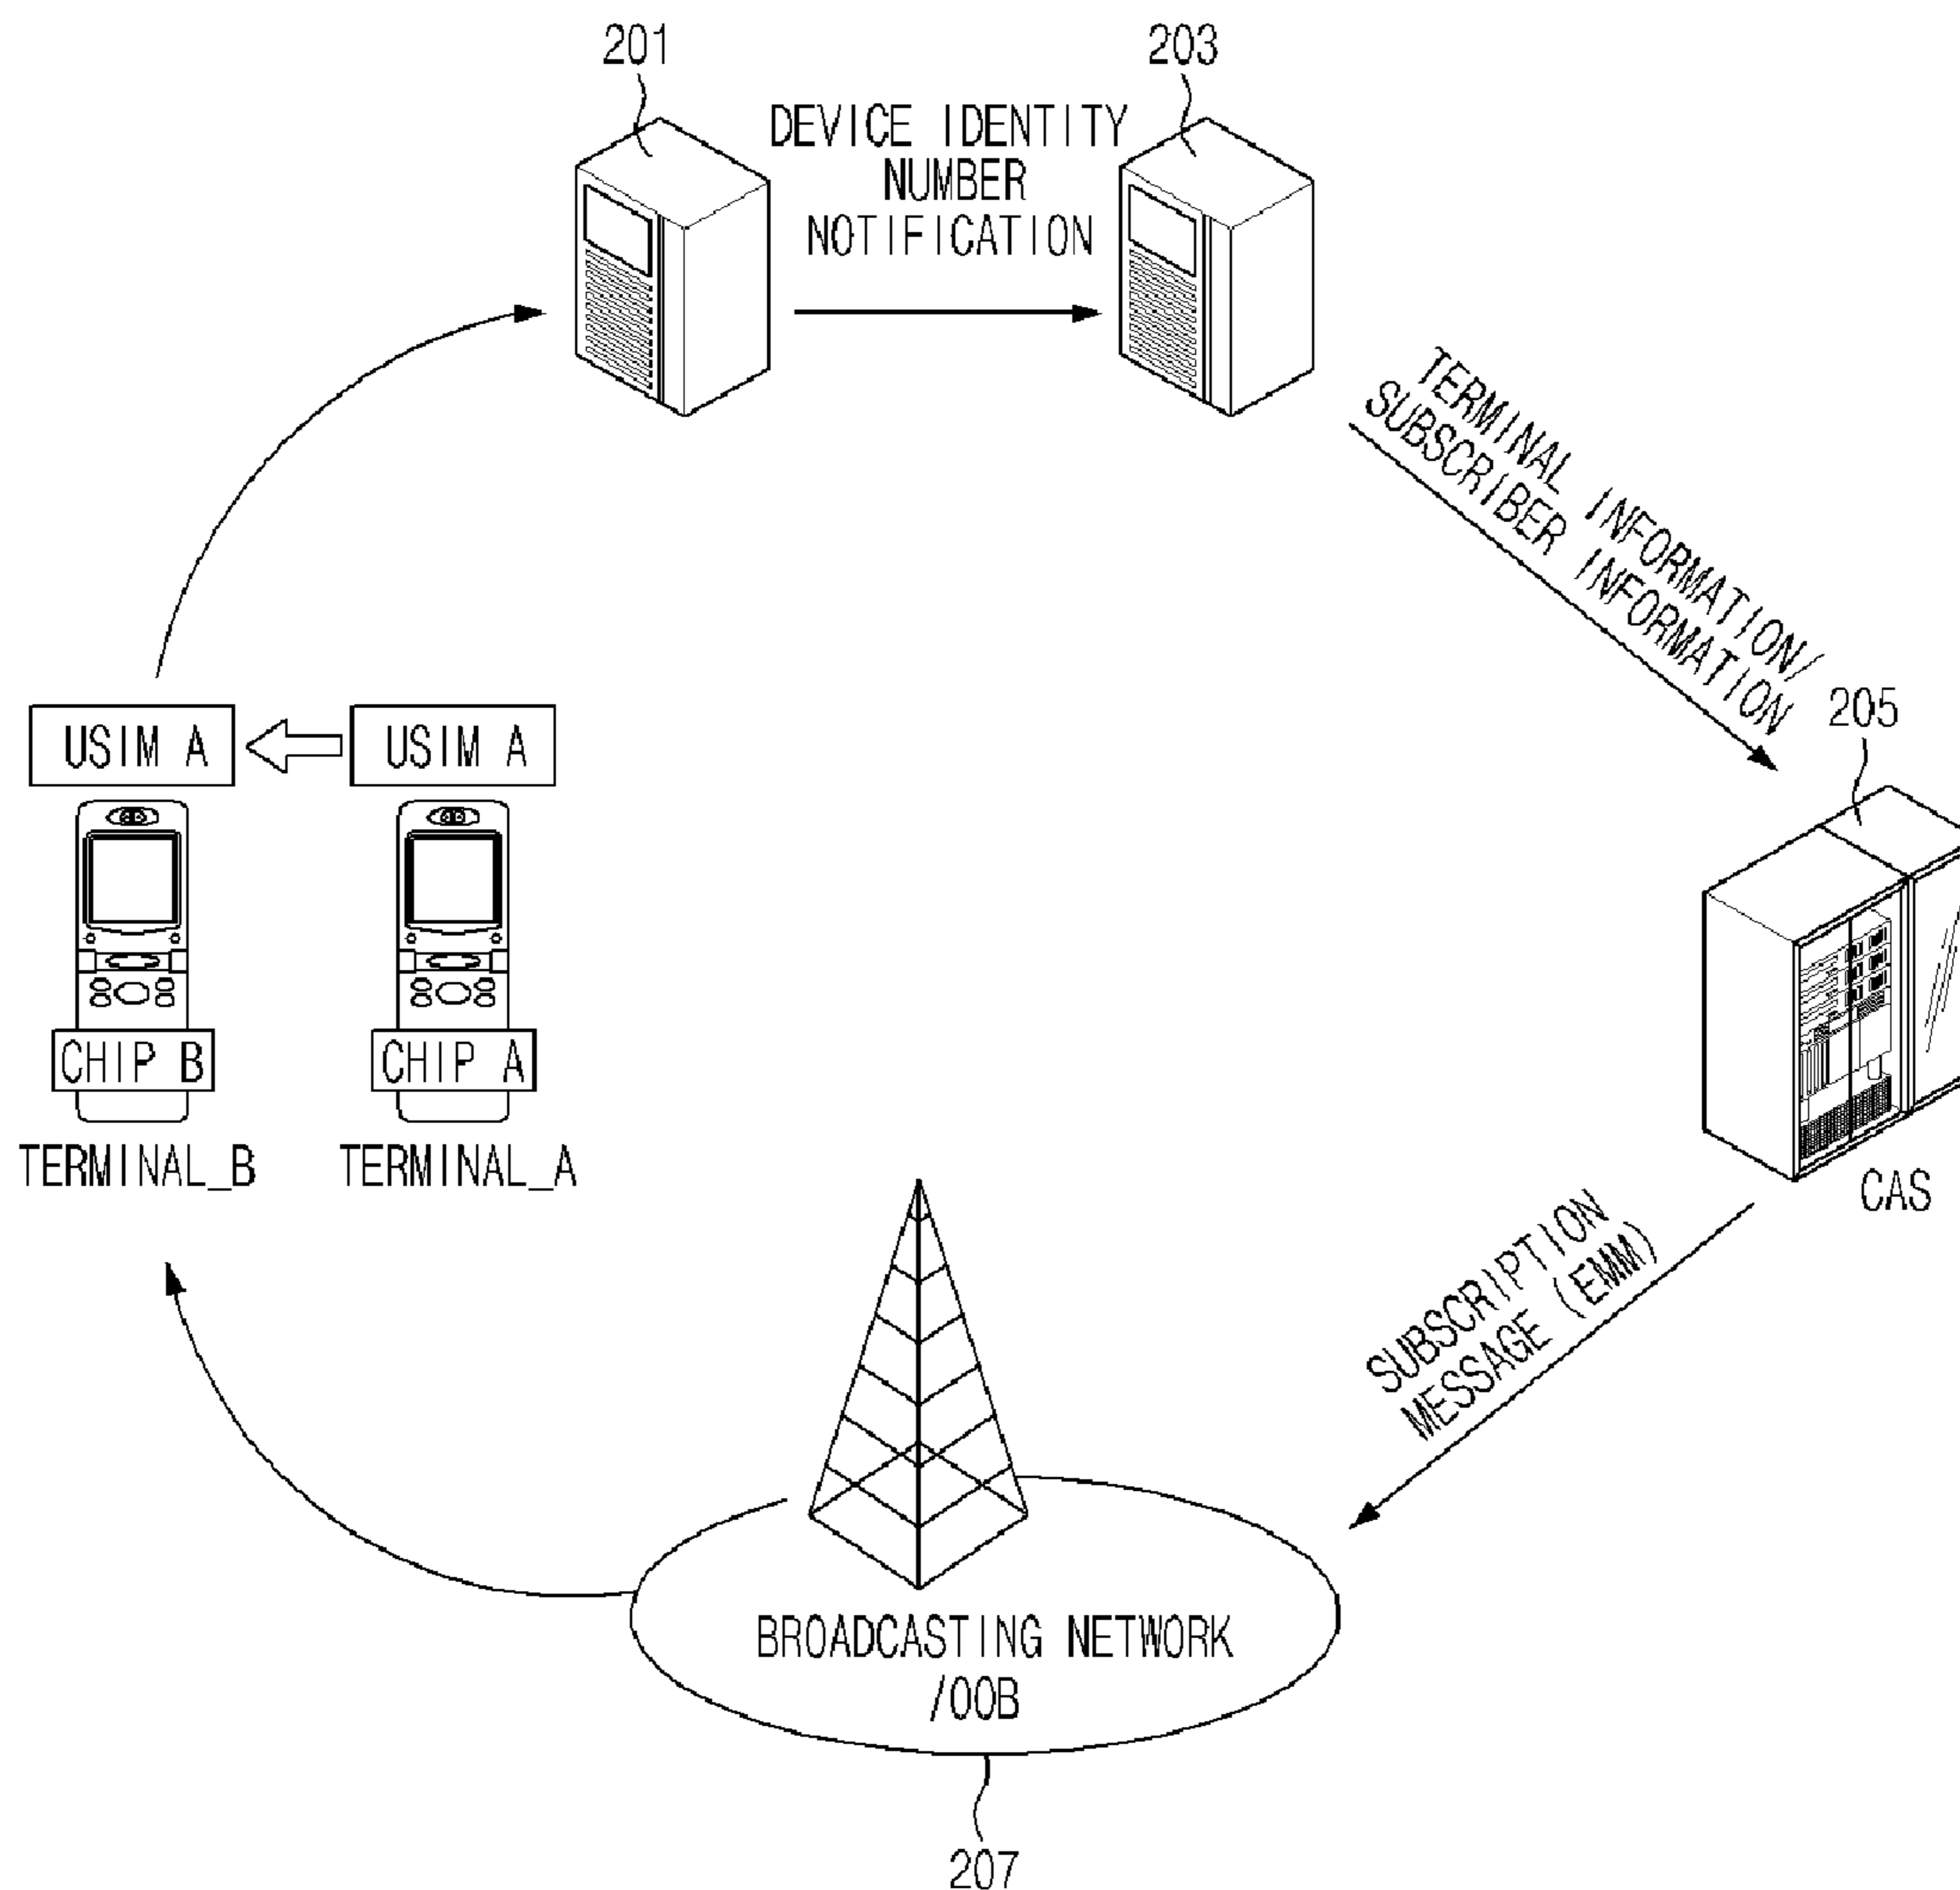 201
203
DEVICE IDENTITY
NUMBER
NOTIFICATION
TERMINAL INFORMATION/
SUBSCRIBER INFORMATION
205
USIM A
USIM A
CHIP B
CHIP A
TERMINAL_B
TERMINAL_A
CAS
SUBSCRIPTION
MESSAGE (EMM)
BROADCASTING NETWORK
/OOB
207